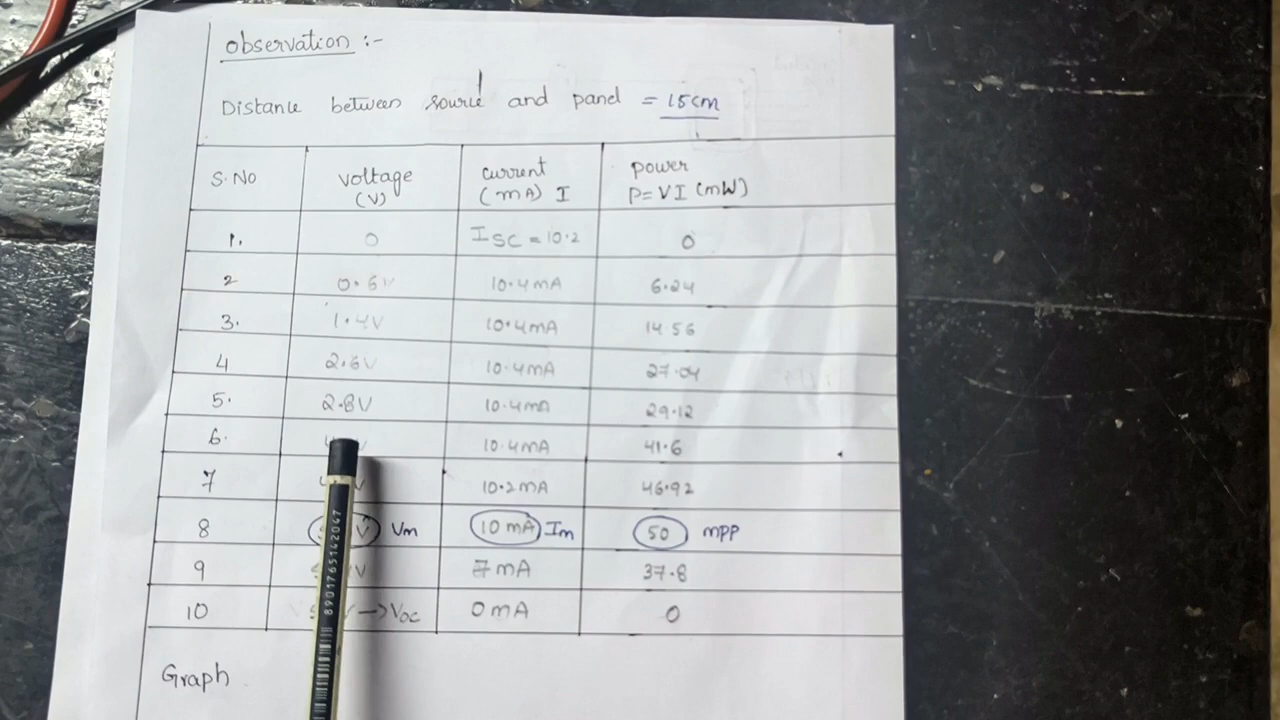 observation :-
Distance between source and panel = 15cm
S.No voltage (V) current (mA) I power P=VI (mW)
1. 0 ISC = 10.2 0
2 0.6V 10.4mA 6.24
3. 1.4V 10.4mA 14.56
4 2.6V 10.4mA 27.04
5. 2.8V 10.4mA 29.12
6. 10.4mA 41.6
7 10.2mA 46.92
8 Vm 10 mA Im 50 MPP
9 7mA 37.8
10 →VOC 0mA 0
Graph
8901765142047